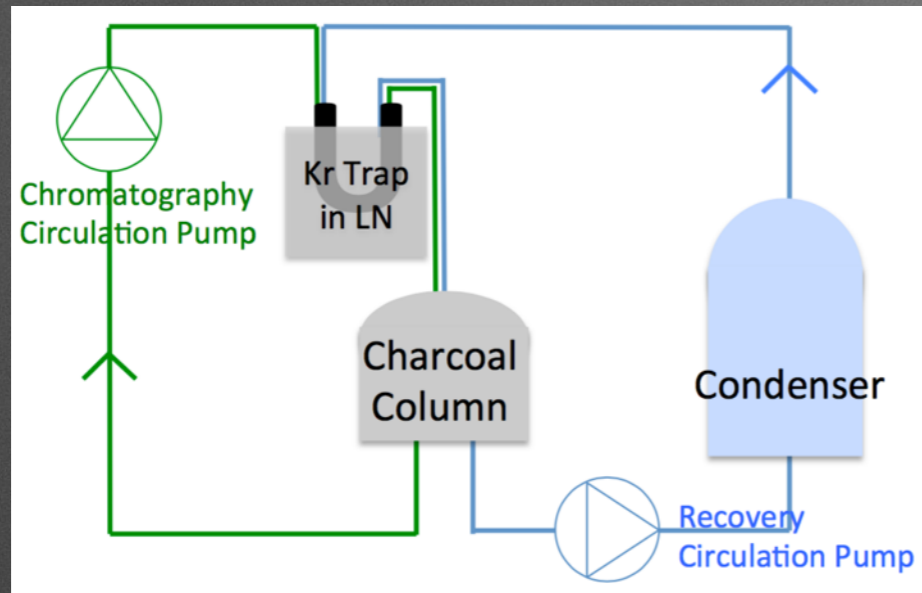 Kr Trap
in LN
Chromatography
Circulation Pump
Charcoal
Column
Condenser
Recovery
Circulation Pump